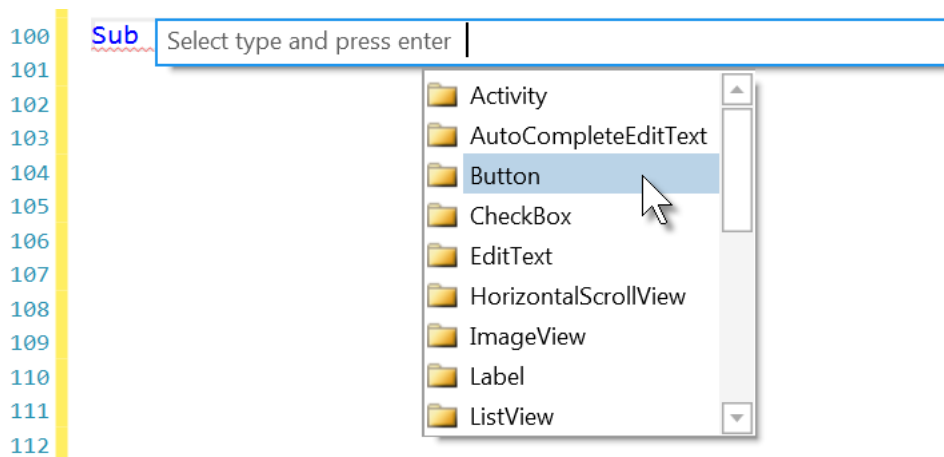 100 Sub Select type and press enter
101 Activity
102 AutoCompleteEditText
103
104 Button
105 CheckBox
106 EditText
107 HorizontalScrollView
108
109 ImageView
110 Label
111 ListView
112